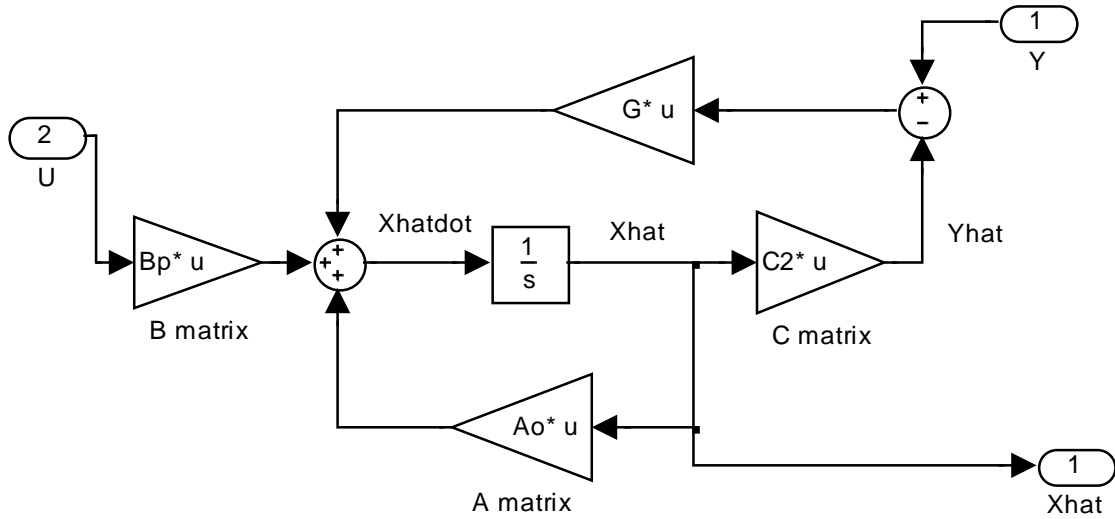 1
Y
+
−
G* u
2
U
Xhatdot
Xhat
Yhat
+
+
+
Bp* u
1
s
C2* u
B matrix
C matrix
Ao* u
A matrix
1
Xhat